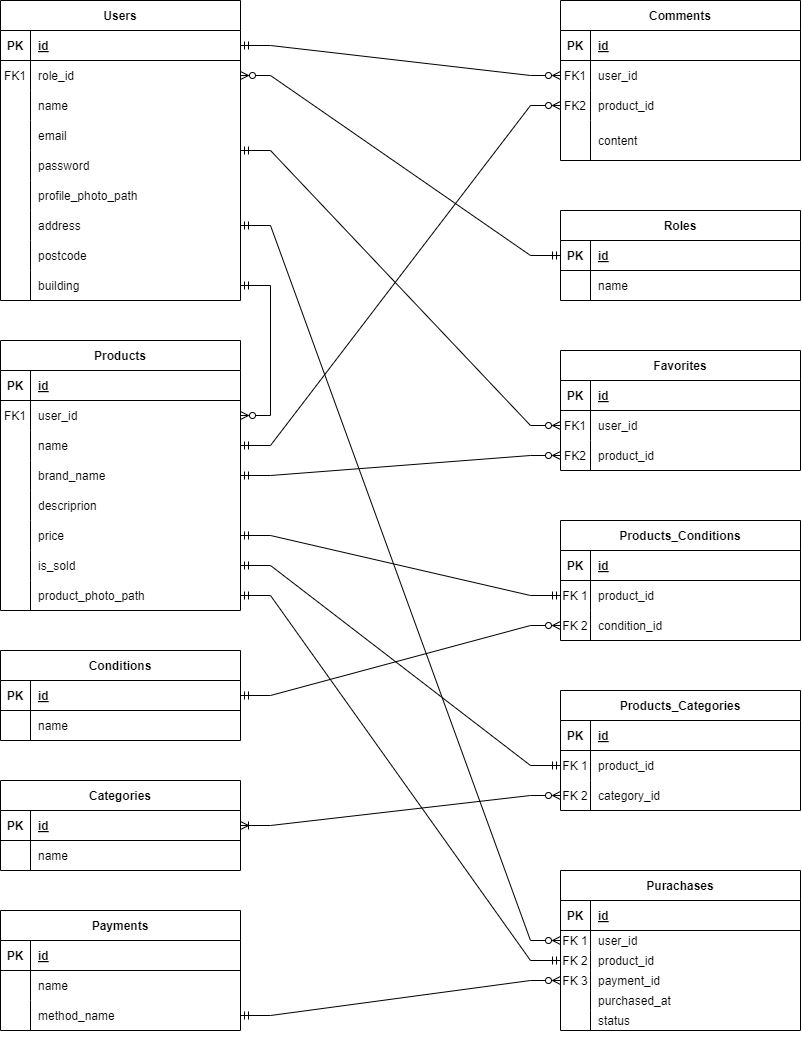 Users
PK id
FK1 role_id
name
email
password
profile_photo_path
address
postcode
building
Products
PK id
FK1 user_id
name
brand_name
descriprion
price
is_sold
product_photo_path
Conditions
PK id
name
Categories
PK id
name
Payments
PK id
name
method_name
Comments
PK id
FK1 user_id
FK2 product_id
content
Roles
PK id
name
Favorites
PK id
FK1 user_id
FK2 product_id
Products_Conditions
PK id
FK 1 product_id
FK 2 condition_id
Products_Categories
PK id
FK 1 product_id
FK 2 category_id
Purachases
PK id
FK 1 user_id
FK 2 product_id
FK 3 payment_id
purchased_at
status